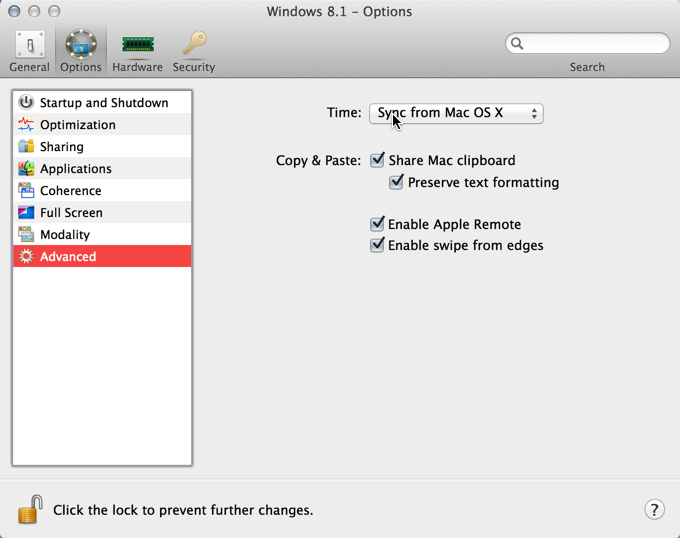 Windows 8.1 – Options
General Options Hardware Security
Search
Startup and Shutdown
Optimization
Sharing
Applications
Coherence
Full Screen
Modality
Advanced
Time: Sync from Mac OS X
Copy & Paste: Share Mac clipboard
Preserve text formatting
Enable Apple Remote
Enable swipe from edges
Click the lock to prevent further changes.
?